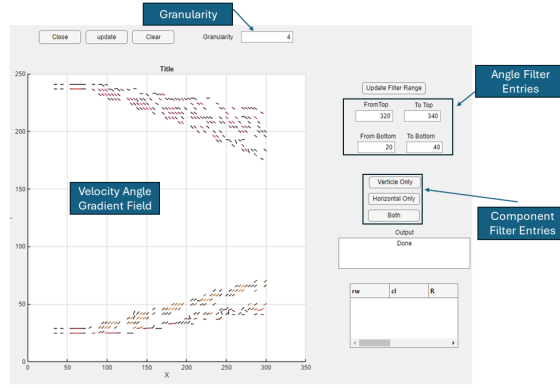 Granularity
Close
update
Clear
Granularity
4
Title
250
200
150
100
50
0
0
50
100
150
200
250
300
350
X
Velocity Angle
Gradient Field
Update Filter Range
FromTop
To Top
320
340
From Bottom
To Bottom
20
40
Angle Filter
Entries
Verticle Only
Horizontal Only
Both
Component
Filter Entries
Output
Done
rw
cl
R